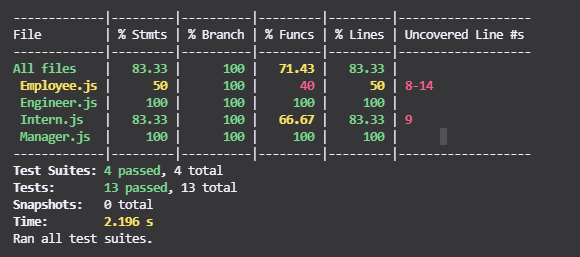 --------------|---------|----------|---------|---------|-------------------
File          | % Stmts | % Branch | % Funcs | % Lines | Uncovered Line #s
--------------|---------|----------|---------|---------|-------------------
All files     |   83.33 |      100 |   71.43 |   83.33 |
 Employee.js  |      50 |      100 |      40 |      50 | 8-14
 Engineer.js  |     100 |      100 |     100 |     100 |
 Intern.js    |   83.33 |      100 |   66.67 |   83.33 | 9
 Manager.js   |     100 |      100 |     100 |     100 |
--------------|---------|----------|---------|---------|-------------------
Test Suites: 4 passed, 4 total
Tests:       13 passed, 13 total
Snapshots:   0 total
Time:        2.196 s
Ran all test suites.